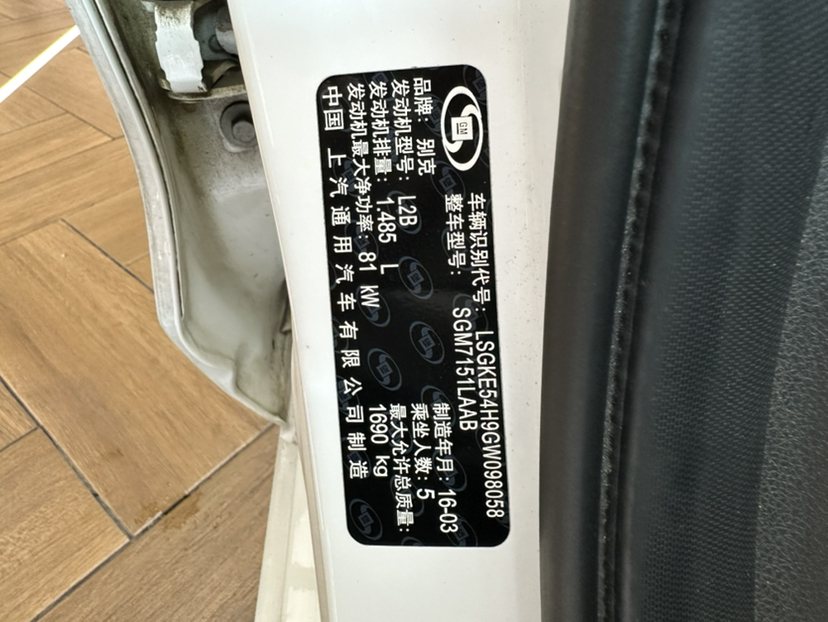 GM
车辆识别代号: LSGKE54H9GW098058
整车型号: SGM7151LAAB
品牌: 别克
制造年月: 16-03
发动机型号: L2B
乘坐人数: 5
发动机排量: 1.485 L
最大允许总质量:
发动机最大净功率: 81 kW
1690 kg
中国 上汽通用汽车有限公司制造